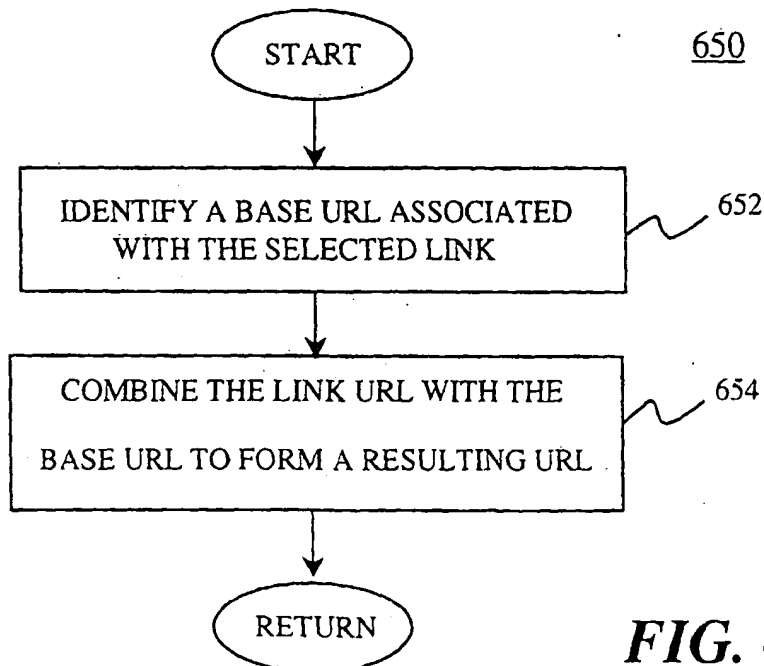 START
650
IDENTIFY A BASE URL ASSOCIATED
WITH THE SELECTED LINK
652
COMBINE THE LINK URL WITH THE
BASE URL TO FORM A RESULTING URL
654
RETURN
FIG.